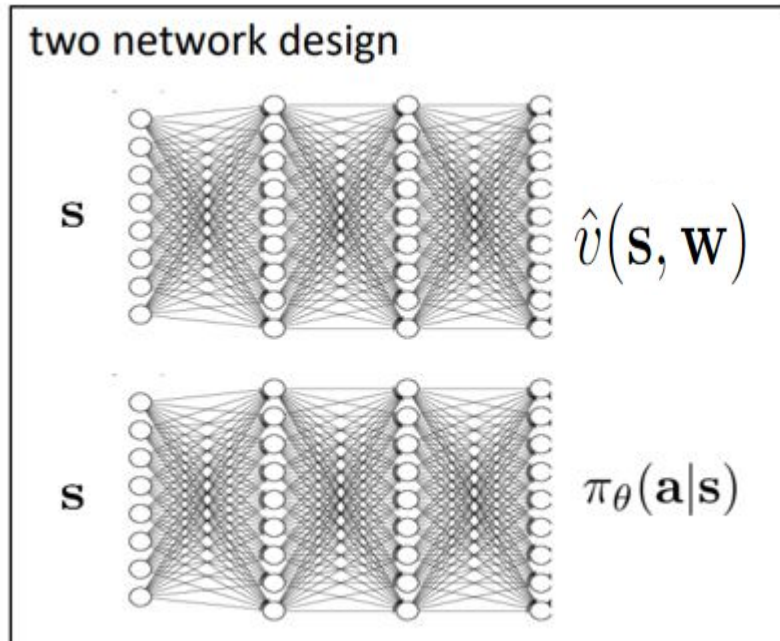 two network design
s
v̂(s, w)
s
π_θ(a|s)